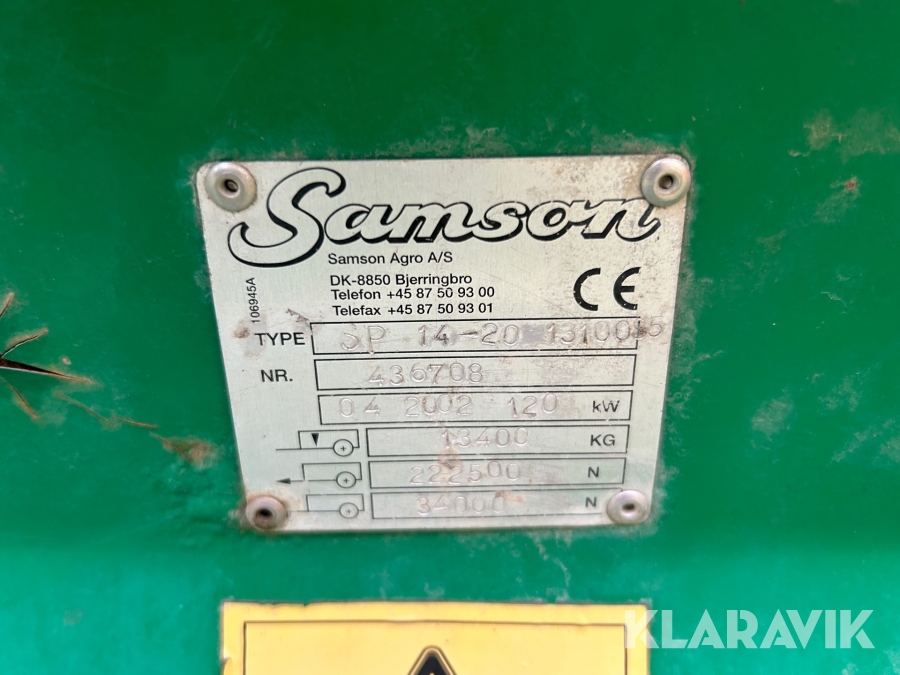 Samson
Samson Agro A/S
DK-8850 Bjerringbro
Telefon +45 87 50 93 00
Telefax +45 87 50 93 01
CE
106945A
TYPE SP 14-20 1310015
NR. 436708
04 2002 120 kW
13400 KG
222500 N
34000 N
KLARAVIK